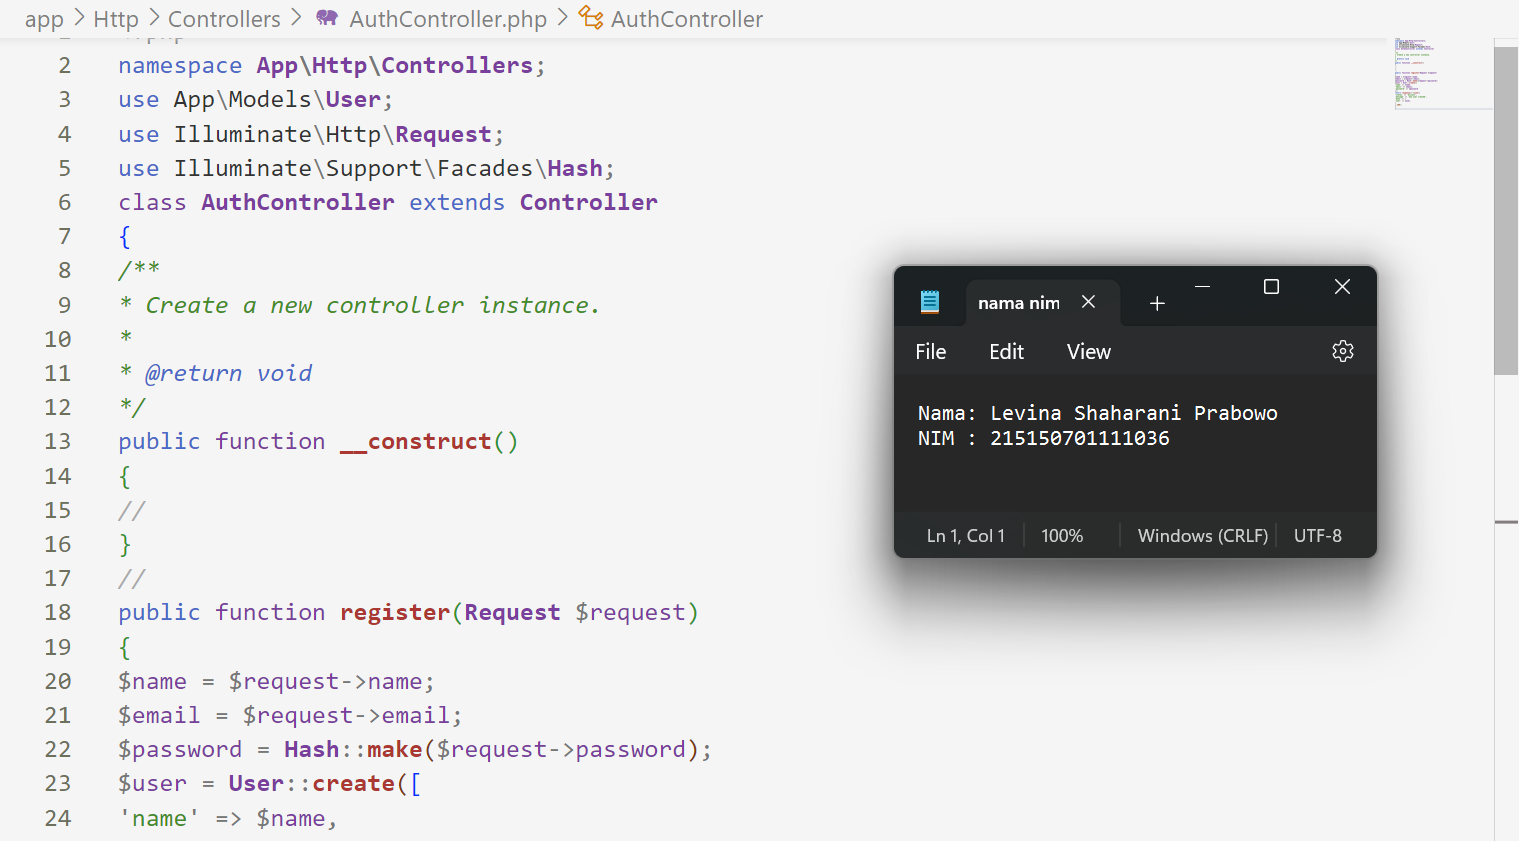 app > Http > Controllers > AuthController.php > AuthController
2 namespace App\Http\Controllers;
3 use App\Models\User;
4 use Illuminate\Http\Request;
5 use Illuminate\Support\Facades\Hash;
6 class AuthController extends Controller
7 {
8 /**
9 * Create a new controller instance.
10 *
11 * @return void
12 */
13 public function __construct()
14 {
15 //
16 }
17 //
18 public function register(Request $request)
19 {
20 $name = $request->name;
21 $email = $request->email;
22 $password = Hash::make($request->password);
23 $user = User::create([
24 'name' => $name,
nama nim
File Edit View
Nama: Levina Shaharani Prabowo
NIM : 215150701111036
Ln 1, Col 1 100% Windows (CRLF) UTF-8